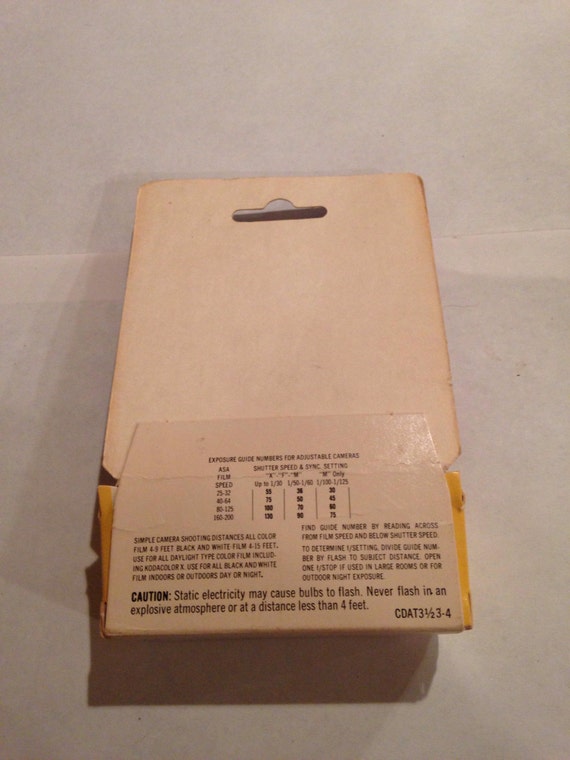 EXPOSURE GUIDE NUMBERS FOR ADJUSTABLE CAMERAS
ASA SHUTTER SPEED & SYNC. SETTING
FILM "X" "F" "M" "M" Only
SPEED Up to 1/30 1/50-1/60 1/100-1/125
25-32 55 36 30
40-64 75 50 45
80-125 100 70 60
160-200 130 90 75
SIMPLE CAMERA SHOOTING DISTANCES ALL COLOR
FILM 4-9 FEET BLACK AND WHITE FILM 4-15 FEET.
USE FOR ALL DAYLIGHT TYPE COLOR FILM INCLUD-
ING KODACOLOR X. USE FOR ALL BLACK AND WHITE
FILM INDOORS OR OUTDOORS DAY OR NIGHT.
FIND GUIDE NUMBER BY READING ACROSS
FROM FILM SPEED AND BELOW SHUTTER SPEED.
TO DETERMINE f/SETTING, DIVIDE GUIDE NUM-
BER BY FLASH TO SUBJECT DISTANCE. OPEN
ONE f/STOP IF USED IN LARGE ROOMS OR FOR
OUTDOOR NIGHT EXPOSURE.
CAUTION: Static electricity may cause bulbs to flash. Never flash in an
explosive atmosphere or at a distance less than 4 feet.
CDAT3½3-4